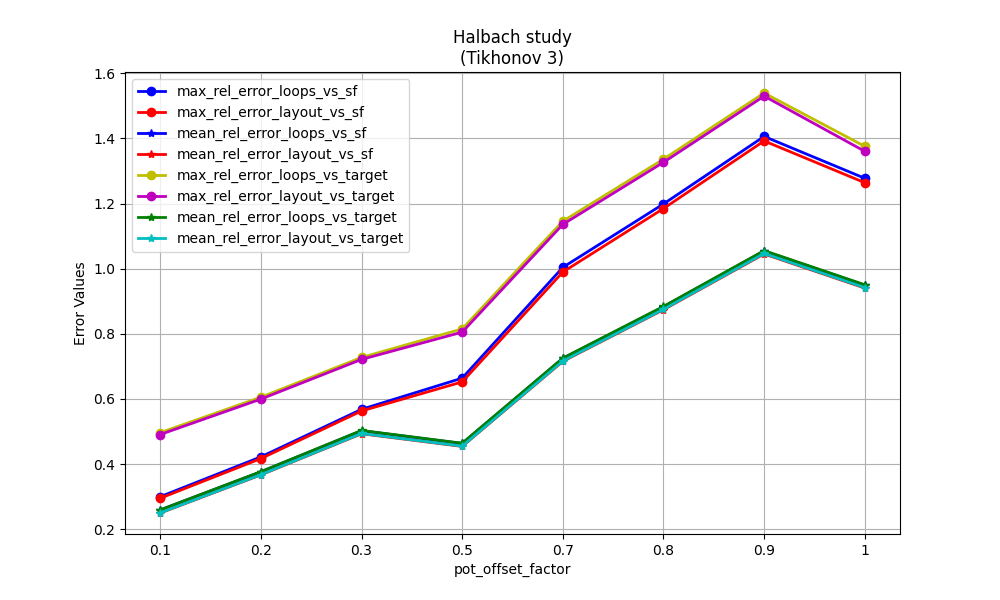 Halbach study
(Tikhonov 3)
max_rel_error_loops_vs_sf
max_rel_error_layout_vs_sf
mean_rel_error_loops_vs_sf
mean_rel_error_layout_vs_sf
max_rel_error_loops_vs_target
max_rel_error_layout_vs_target
mean_rel_error_loops_vs_target
mean_rel_error_layout_vs_target
Error Values
1.6
1.4
1.2
1.0
0.8
0.6
0.4
0.2
0.1 0.2 0.3 0.5 0.7 0.8 0.9 1
pot_offset_factor